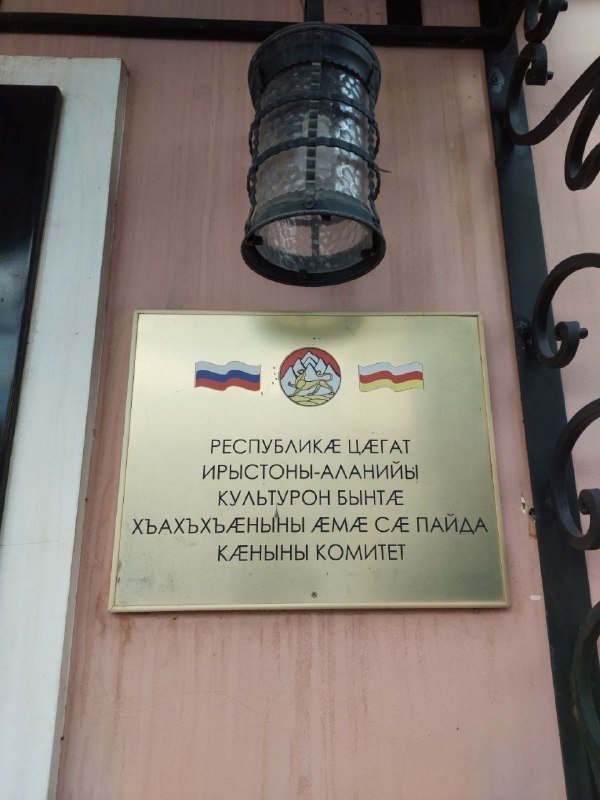 РЕСПУБЛИКÆ ЦÆГАТ
ИРЫСТОНЫ-АЛАНИЙЫ
КУЛЬТУРОН БЫНТÆ
ХЪАХЪХЪÆНЫНЫ ÆМÆ СÆ ПАЙДА
КÆНЫНЫ КОМИТЕТ